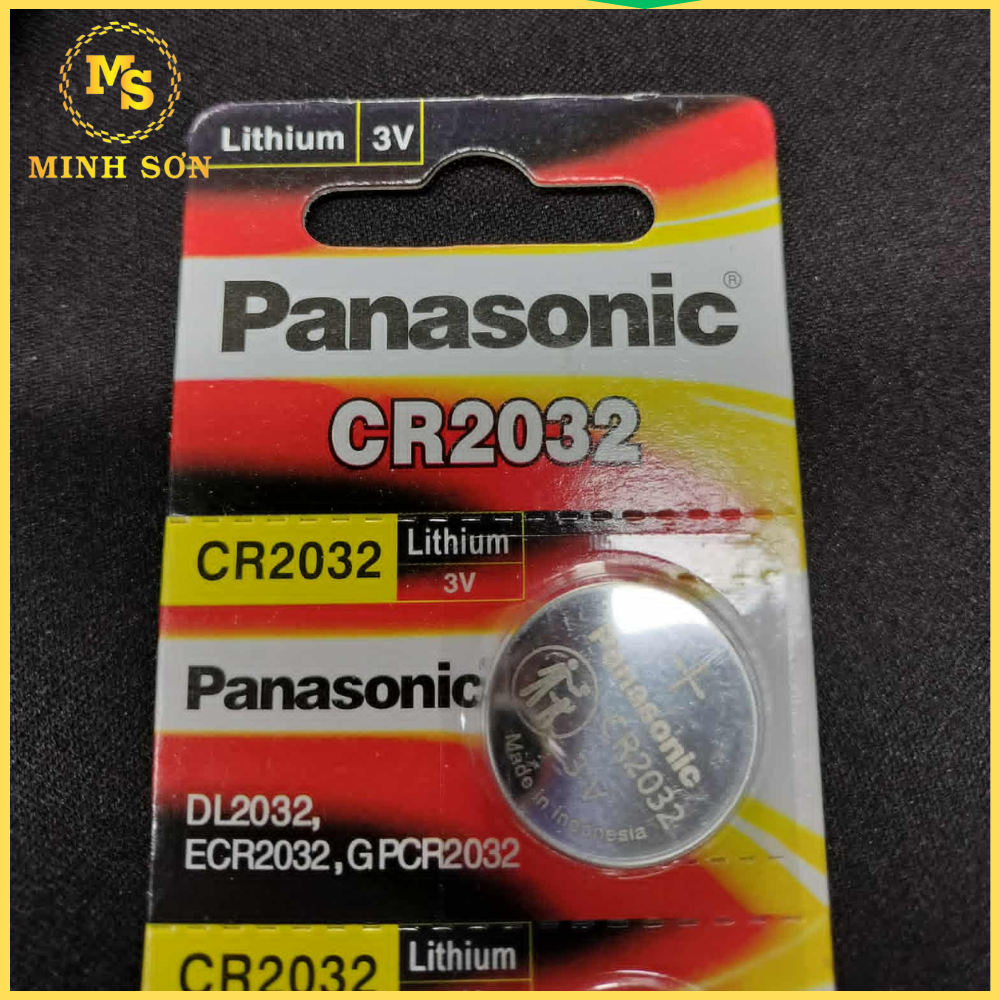 MS
MINH SƠN
Lithium 3V
Panasonic®
CR2032
CR2032 Lithium
3V
Panasonic
DL2032,
ECR2032, GPCR2032
+
Panasonic
CR2032
3V
Made in Indonesia
CR2032 Lithium